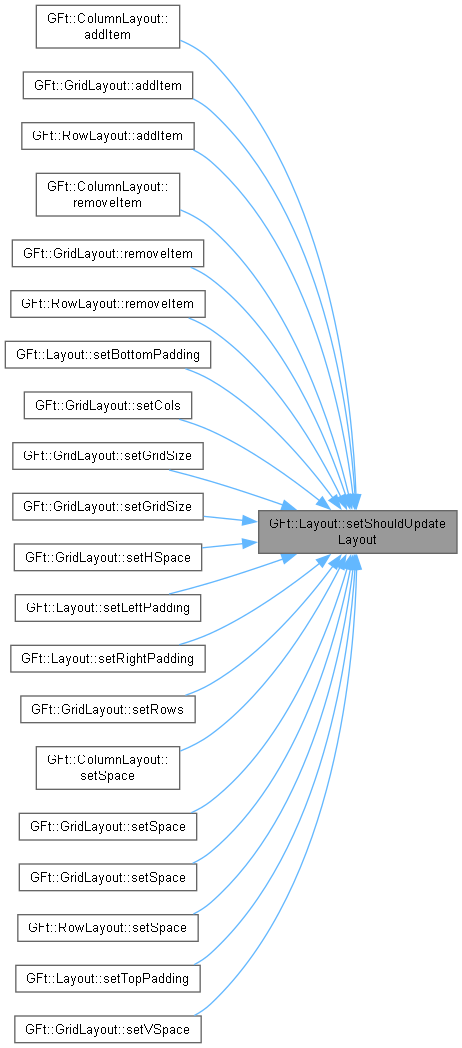 GFt::ColumnLayout::
addItem
GFt::GridLayout::addItem
GFt::RowLayout::addItem
GFt::ColumnLayout::
removeItem
GFt::GridLayout::removeItem
GFt::RowLayout::removeItem
GFt::Layout::setBottomPadding
GFt::GridLayout::setCols
GFt::GridLayout::setGridSize
GFt::GridLayout::setGridSize
GFt::GridLayout::setHSpace
GFt::Layout::setLeftPadding
GFt::Layout::setRightPadding
GFt::GridLayout::setRows
GFt::ColumnLayout::
setSpace
GFt::GridLayout::setSpace
GFt::GridLayout::setSpace
GFt::RowLayout::setSpace
GFt::Layout::setTopPadding
GFt::GridLayout::setVSpace
GFt::Layout::setShouldUpdate
Layout